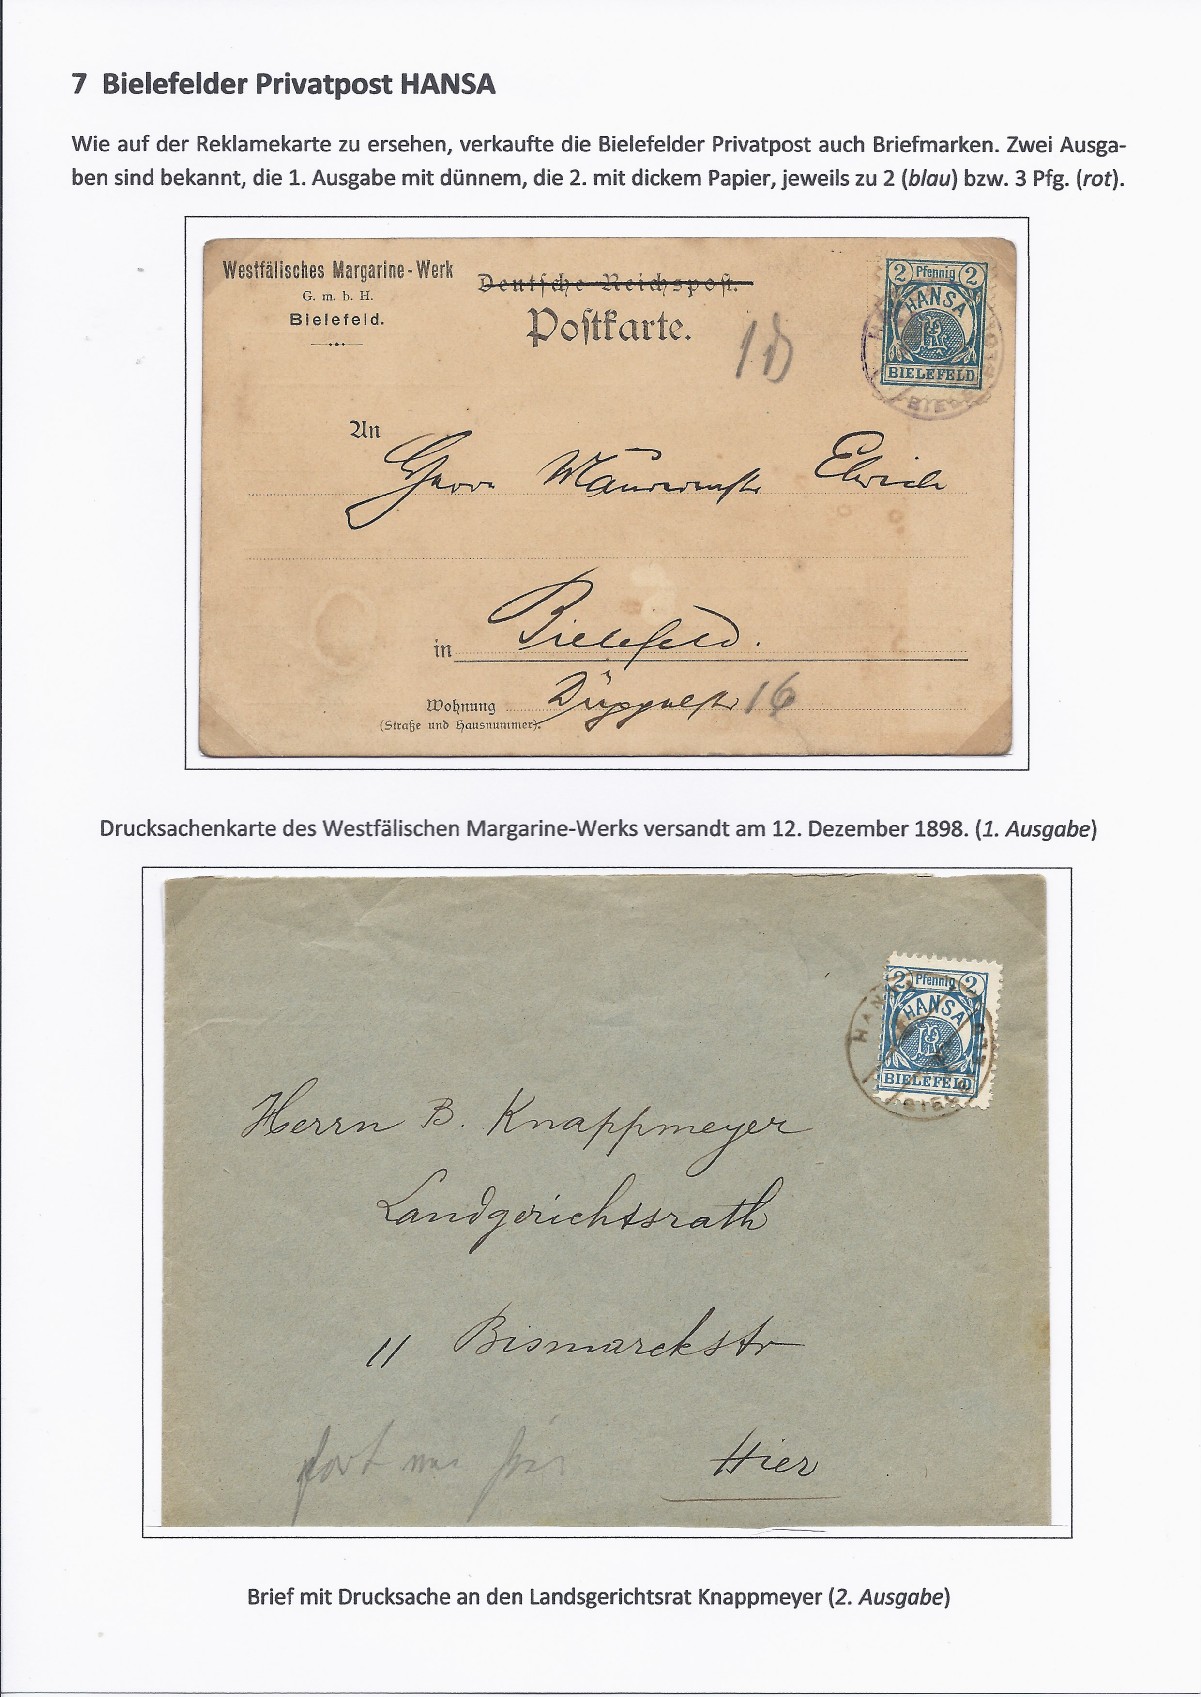 7 Bielefelder Privatpost HANSA
Wie auf der Reklamekarte zu ersehen, verkaufte die Bielefelder Privatpost auch Briefmarken. Zwei Ausga-
ben sind bekannt, die 1. Ausgabe mit dünnem, die 2. mit dickem Papier, jeweils zu 2 (blau) bzw. 3 Pfg. (rot).
Westfälisches Margarine-Werk
G. m. b. H.
Bielefeld.
Deutsche Reichspost.
Postkarte.
2 Pfennig 2
HANSA
BIELEFELD
An
Herrn
in Bielefeld.
Wohnung 16
(Straße und Hausnummer).
Drucksachenkarte des Westfälischen Margarine-Werks versandt am 12. Dezember 1898. (1. Ausgabe)
2 Pfennig 2
HANSA
BIELEFELD
Herrn B. Knappmeyer
Landgerichtsrath
11 Bismarckstr
Hier
Brief mit Drucksache an den Landsgerichtsrat Knappmeyer (2. Ausgabe)